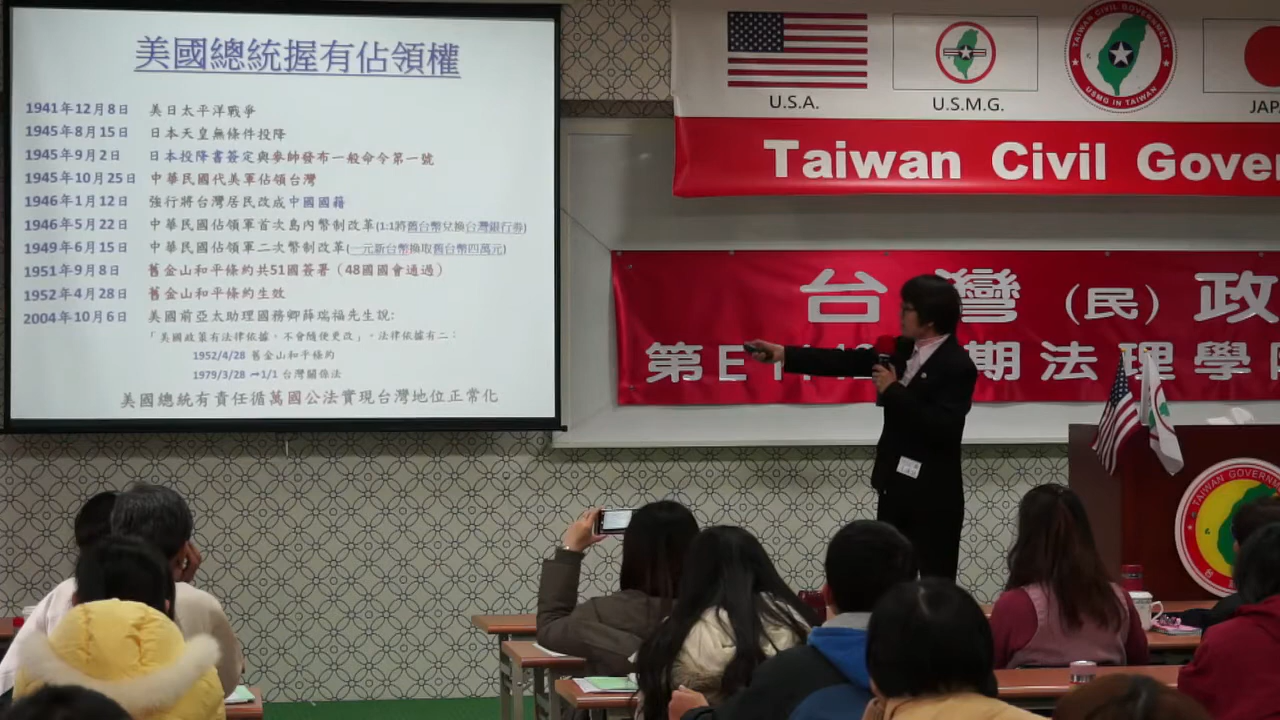 美國總統握有佔領權
1941年12月8日 美日太平洋戰爭
1945年8月15日 日本天皇無條件投降
1945年9月2日 日本投降書簽定與麥帥發布一般命令第一號
1945年10月25日 中華民國代美軍佔領台灣
1946年1月12日 強行將台灣居民改成中國國籍
1946年5月22日 中華民國佔領軍首次島內幣制改革(1:1將舊台幣兌換台灣銀行券)
1949年6月15日 中華民國佔領軍二次幣制改革(一元新台幣換取舊台幣四萬元)
1951年9月8日 舊金山和平條約共51國簽署（48國國會通過）
1952年4月28日 舊金山和平條約生效
2004年10月6日 美國前亞太助理國務卿薛瑞福先生說:
「美國政策有法律依據，不會隨便更改」，法律依據有二：
1952/4/28 舊金山和平條約
1979/3/28 ➞1/1 台灣關係法
美國總統有責任循萬國公法實現台灣地位正常化
U.S.A.
U.S.M.G.
TAIWAN CIVIL GOVERNMENT
USMG IN TAIWAN
JAPA
Taiwan Civil Gover
台灣(民)政
第E
期法理學
TAIWAN GOVERNMENT